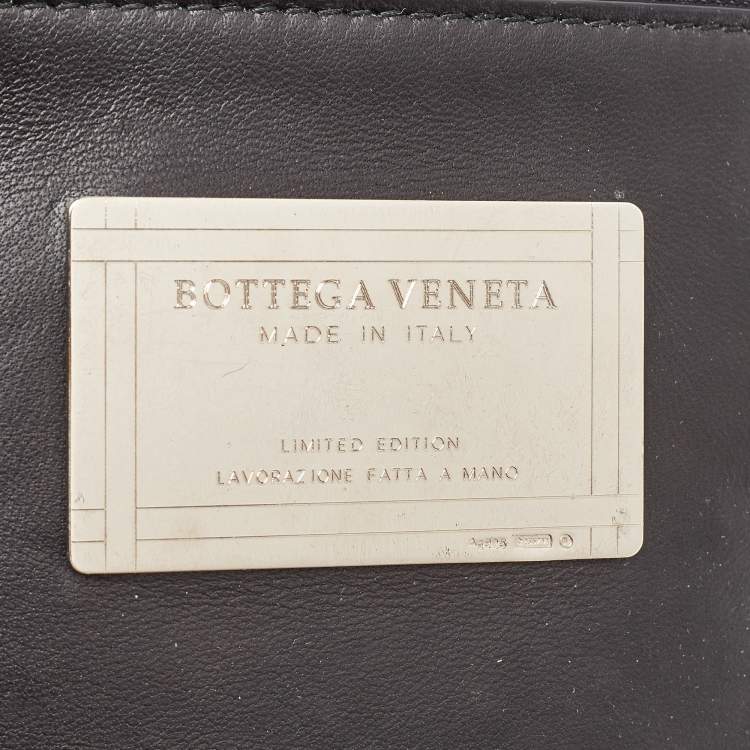 BOTTEGA VENETA
MADE IN ITALY
LIMITED EDITION
LAVORAZIONE FATTA A MANO